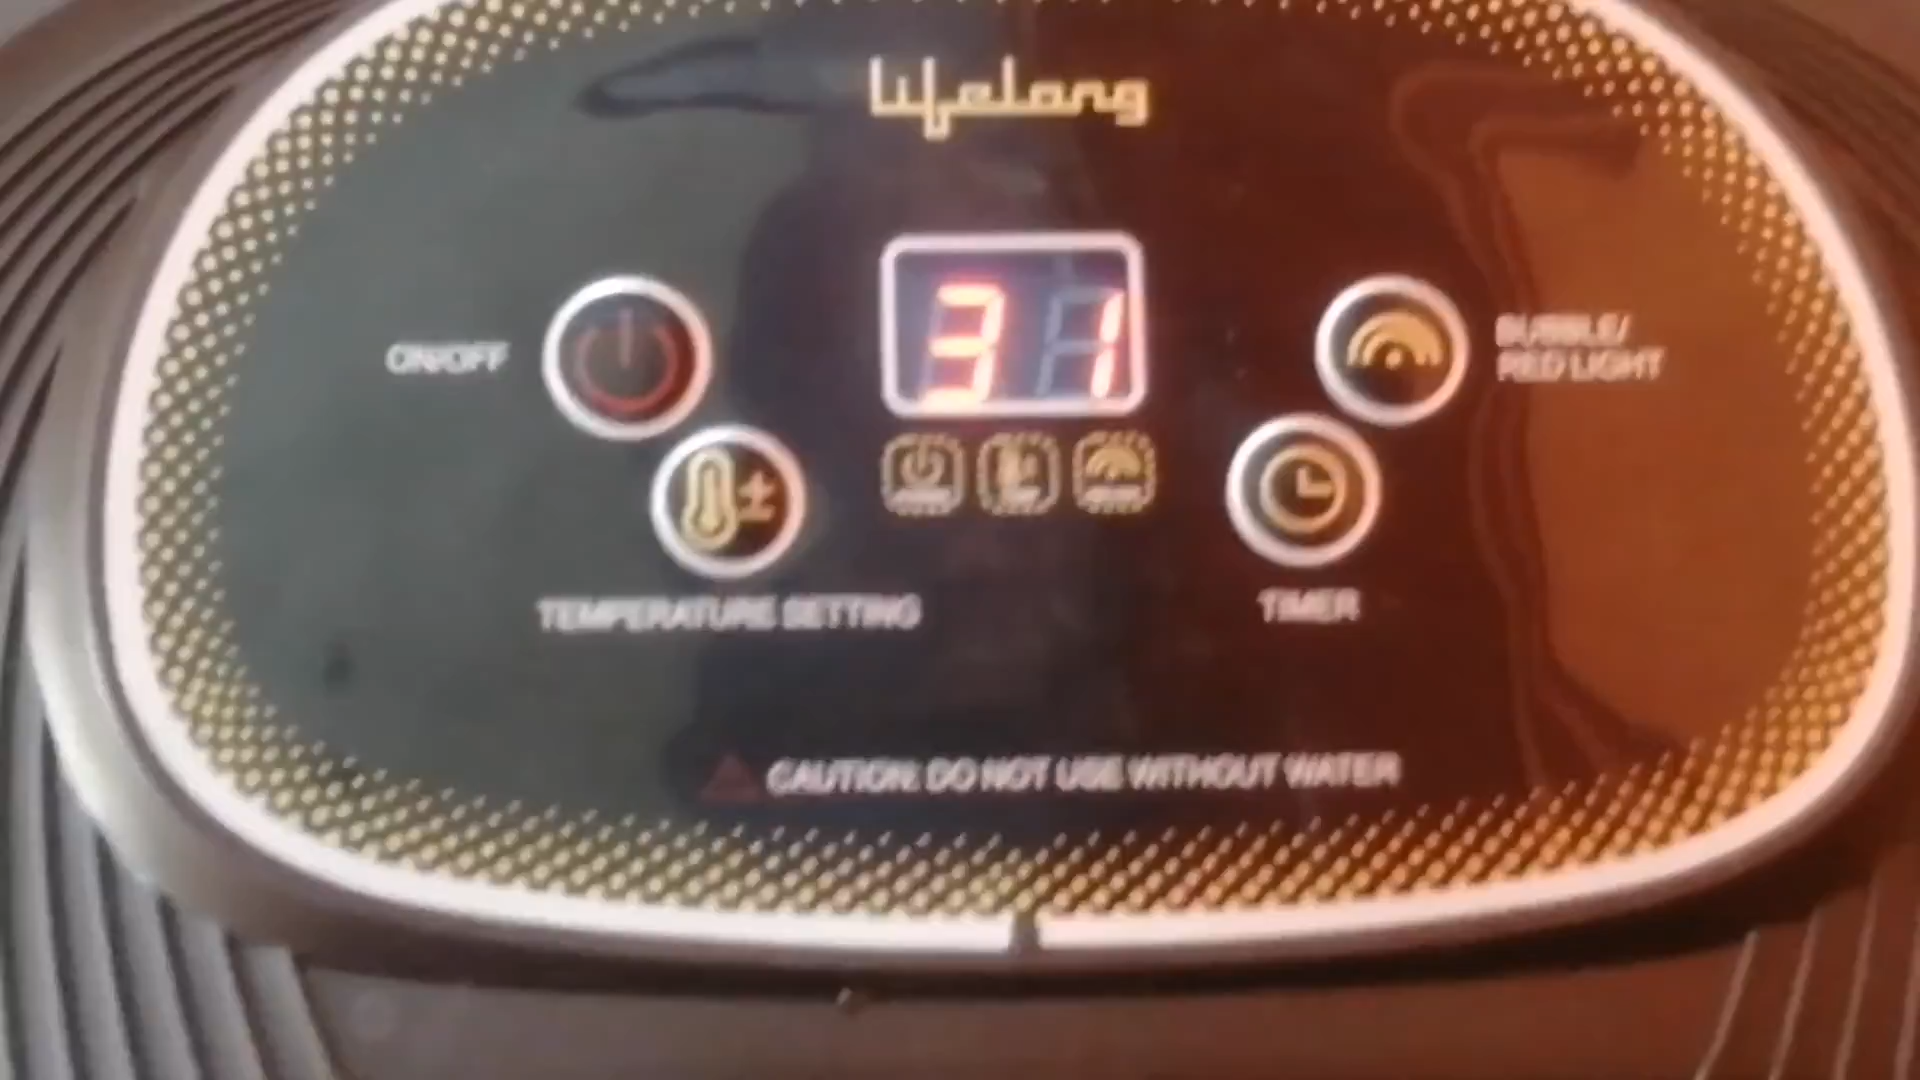 lifelong
31
ON/OFF
BUBBLE/
RED LIGHT
TEMPERATURE SETTING
TIMER
CAUTION: DO NOT USE WITHOUT WATER